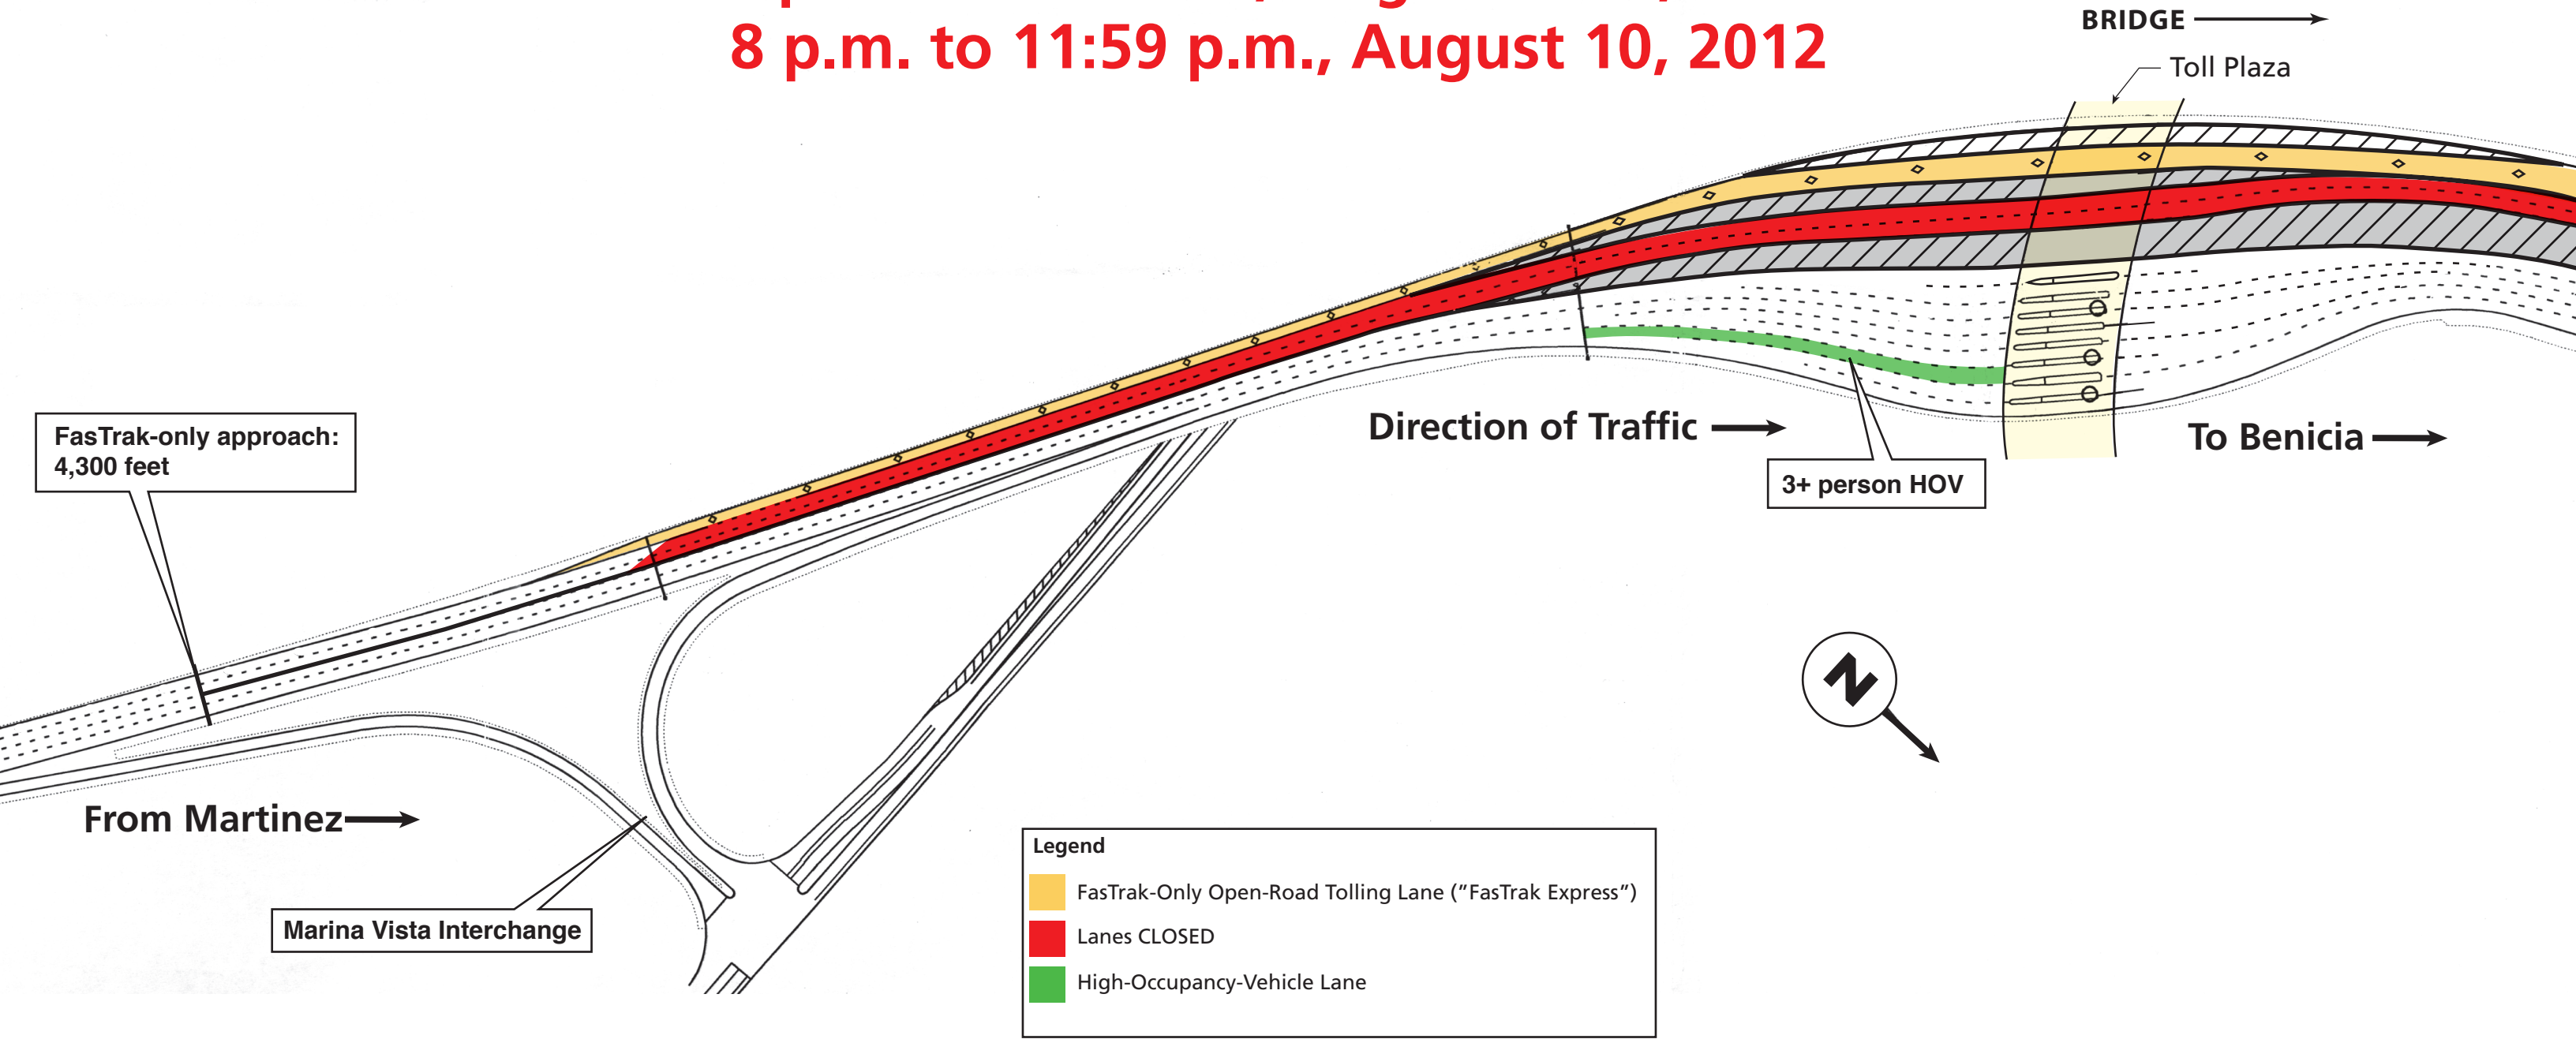 8 p.m. to 11:59 p.m., August 10, 2012
BRIDGE
Toll Plaza
FasTrak-only approach:
4,300 feet
Direction of Traffic
To Benicia
3+ person HOV
N
From Martinez
Marina Vista Interchange
Legend
FasTrak-Only Open-Road Tolling Lane ("FasTrak Express")
Lanes CLOSED
High-Occupancy-Vehicle Lane